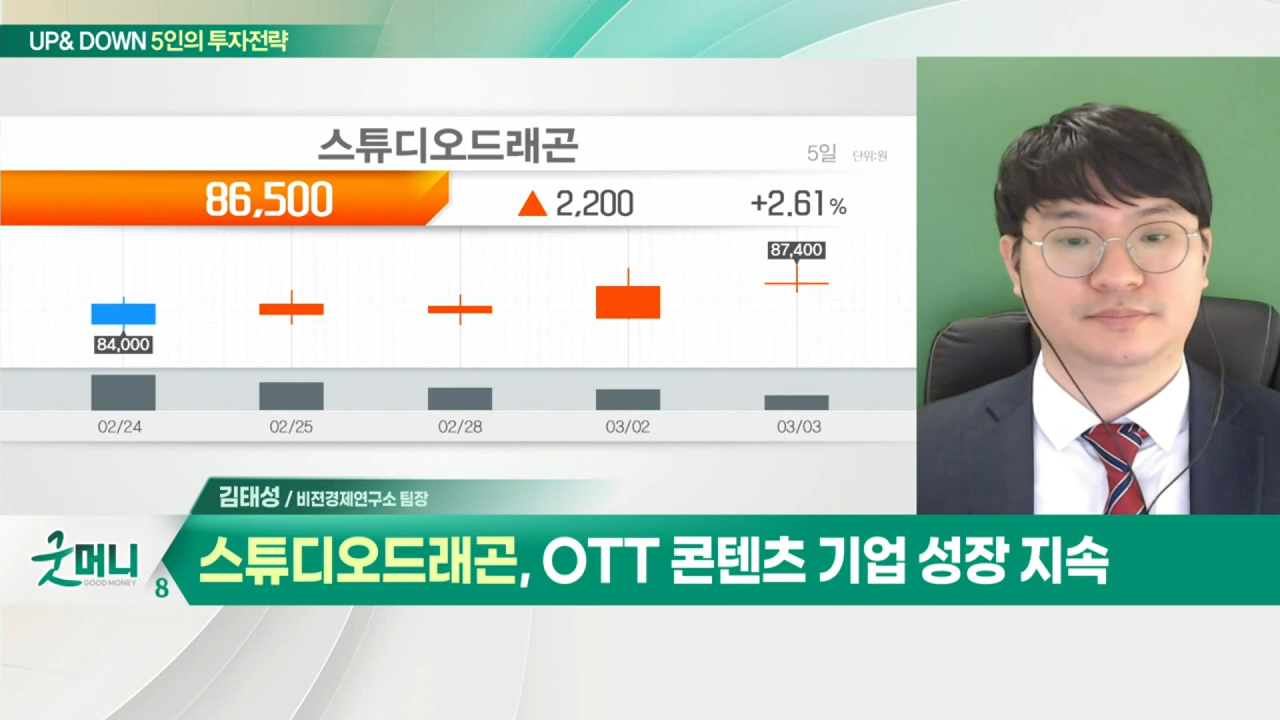 UP& DOWN 5인의 투자전략
스튜디오드래곤
5일 단위:원
86,500 ▲ 2,200 +2.61%
87,400
84,000
02/24 02/25 02/28 03/02 03/03
김태성 / 비젼경제연구소 팀장
굿머니
GOOD MONEY
8
스튜디오드래곤, OTT 콘텐츠 기업 성장 지속